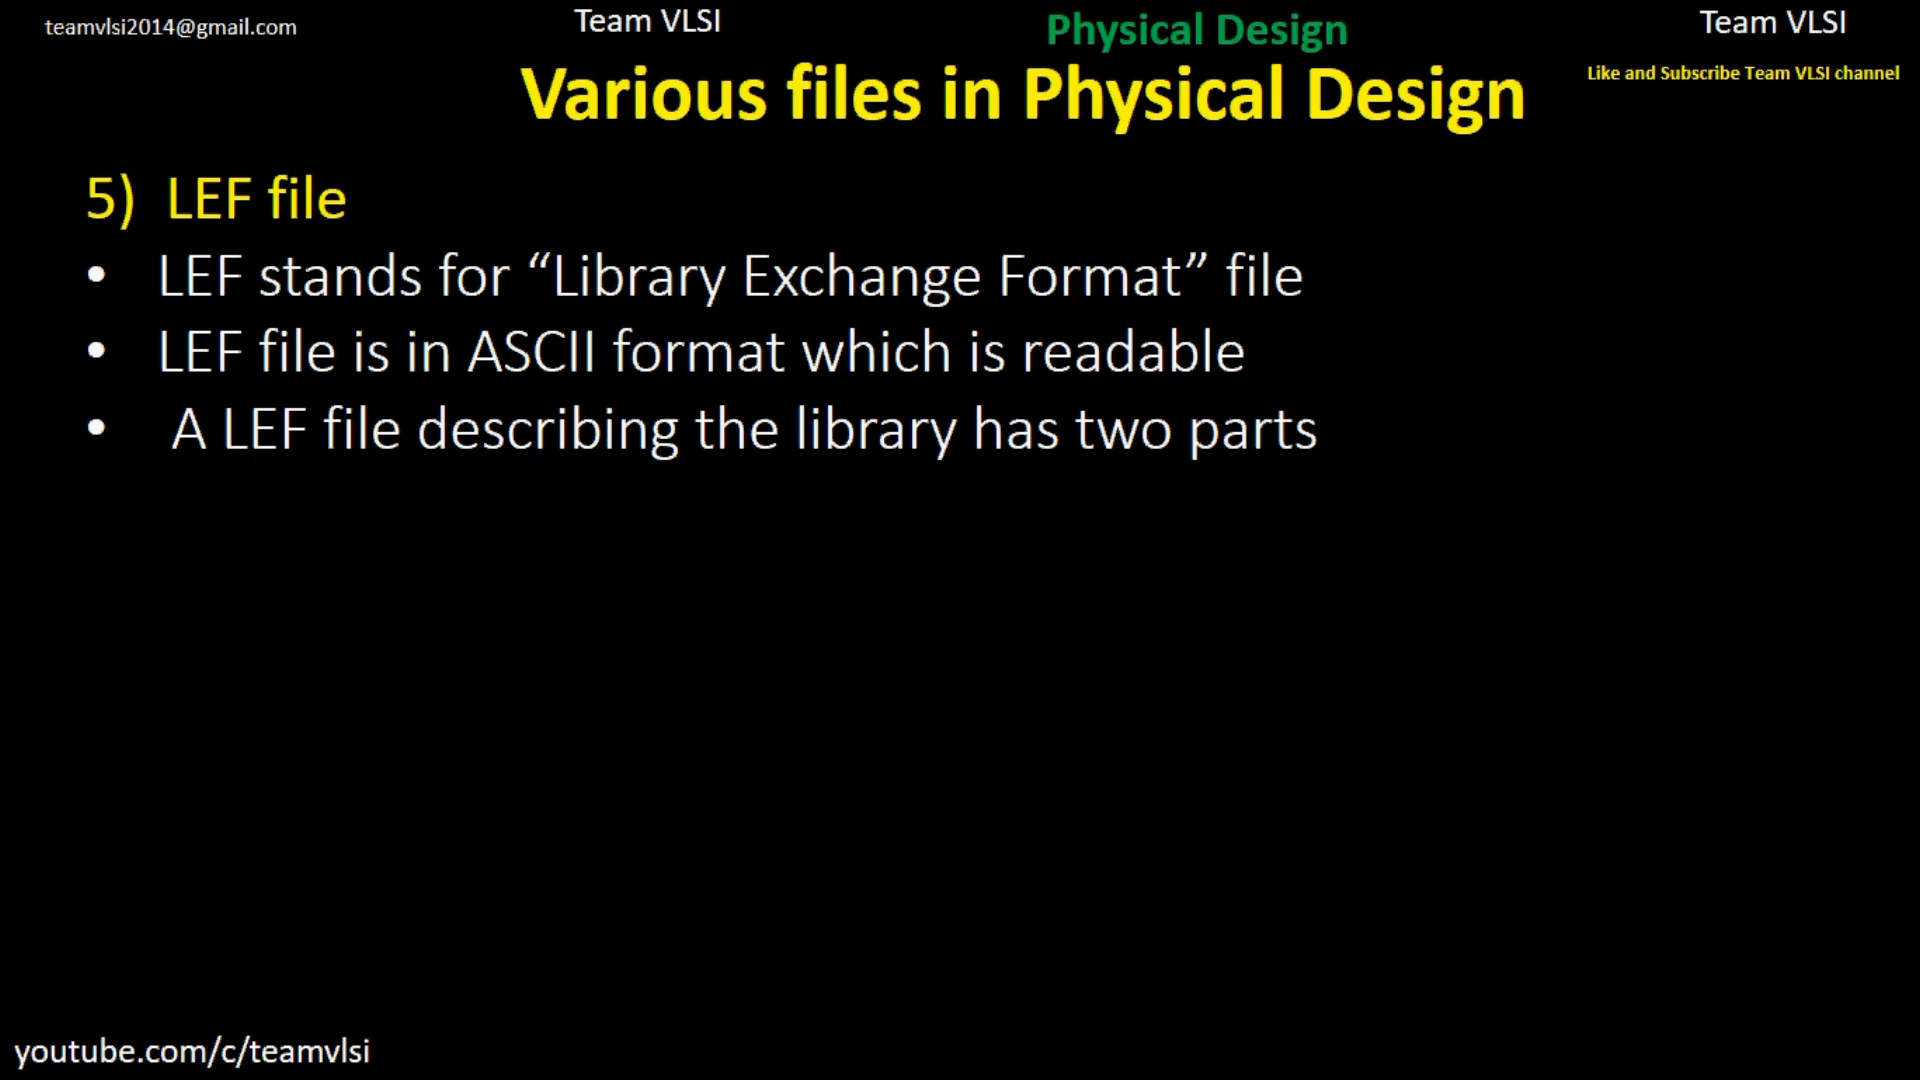 teamvlsi2014@gmail.com
Team VLSI
Physical Design
Team VLSI
Like and Subscribe Team VLSI channel
Various files in Physical Design
5) LEF file
• LEF stands for “Library Exchange Format” file
• LEF file is in ASCII format which is readable
• A LEF file describing the library has two parts
youtube.com/c/teamvlsi